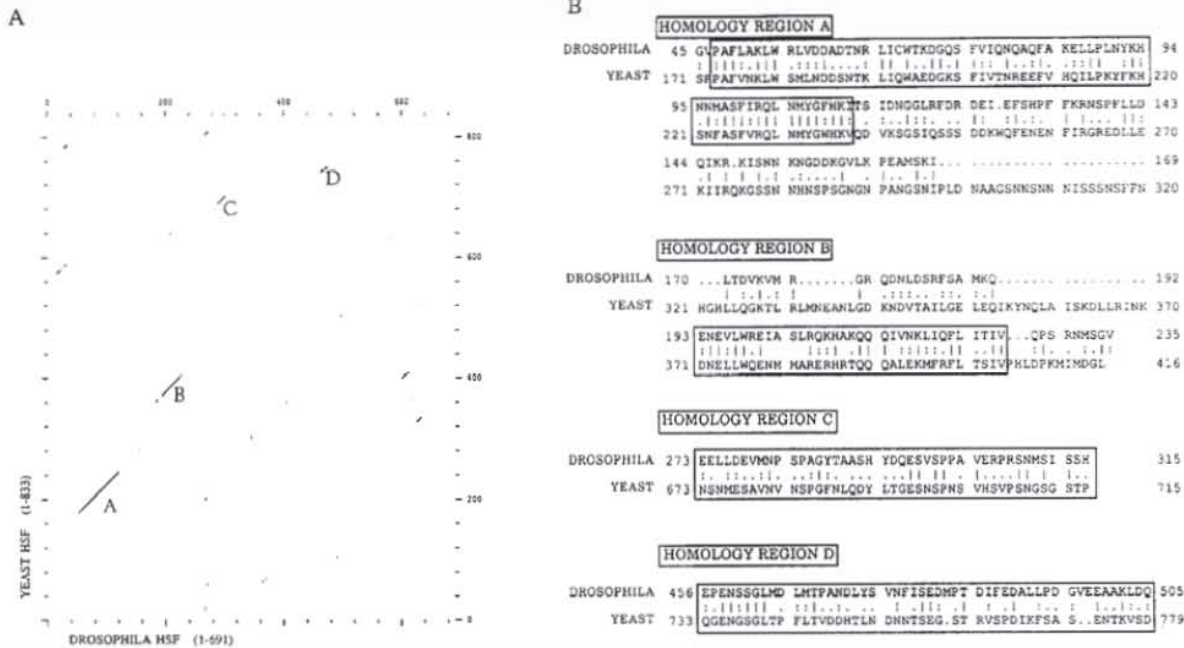 A
200
400
600
800
600
400
200
0
A
B
C
D
YEAST HSF (1-833)
DROSOPHILA HSF (1-691)
B
HOMOLOGY REGION A
DROSOPHILA 45 GVPAFLAKLW RLVDDADTNR LICWTKDGQS FVIQNQAQFA KELLPLNYKH 94
YEAST 171 SRPAFVNKLW SMLNDDSNTK LIQWAEDGKS FIVTNREEFV HQILPKYFKH 220
95 NNMASFIRQL NMYGFHKITS IDNGGLRFDR DEI.EFSHPF FKRNSPFLLD 143
221 SNFASFVRQL NMYGWHKVQD VKSGSIQSSS DDKWQFENEN FIRGREDLLE 270
144 QIKR.KISNN KNGDDKGVLK PEAMSKI... .......... .......... 169
271 KIIRQKGSSN NHNSPSGNGN PANGSNIPLD NAAGSNNSNN NISSSNSFFN 320
HOMOLOGY REGION B
DROSOPHILA 170 ...LTDVKVM R.......GR QDNLDSRFSA MKQ....... .......... 192
YEAST 321 HGHLLQGKTL RLMNEANLGD KNDVTAILGE LEQIKYNQLA ISKDLLRINK 370
193 ENEVLWREIA SLRQKHAKQQ QIVNKLIQFL ITIV...QPS RNMSGV 235
371 DNELLWQENM MARERHRTQQ QALEKMFRFL TSIVPHLDPKMIMDGL 416
HOMOLOGY REGION C
DROSOPHILA 273 EELLDEVMNP SPAGYTAASH YDQESVSPPA VERPRSNMSI SSH 315
YEAST 673 NSNMESAVNV NSPGFNLQDY LTGESNSPNS VHSVPSNGSG STP 715
HOMOLOGY REGION D
DROSOPHILA 456 EPENSSGLMD LMTPANDLYS VNFISEDMPT DIFEDALLPD GVEEAAKLDQ 505
YEAST 733 QGENGSGLTP FLTVDDHTLN DNNTSEG.ST RVSPDIKFSA S..ENTKVSD 779